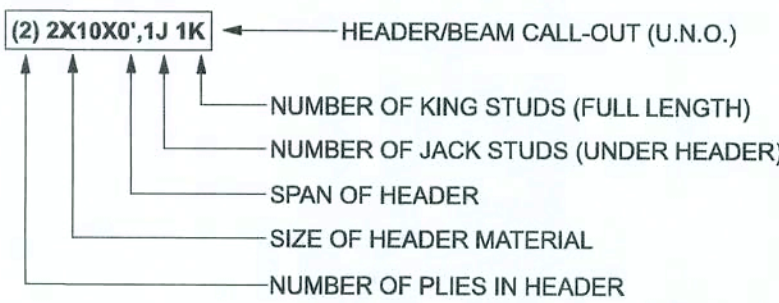 (2) 2X10X0',1J 1K
HEADER/BEAM CALL-OUT (U.N.O.)
NUMBER OF KING STUDS (FULL LENGTH)
NUMBER OF JACK STUDS (UNDER HEADER)
SPAN OF HEADER
SIZE OF HEADER MATERIAL
NUMBER OF PLIES IN HEADER